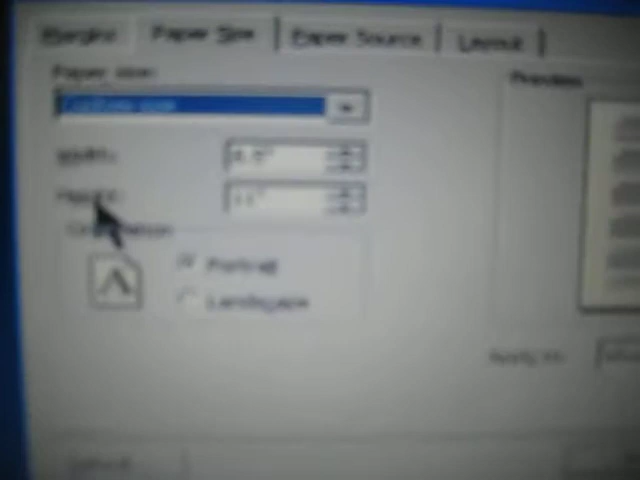 Margins Paper Size Paper Source Layout
Paper size:
Custom size
Width: 8.5"
Height: 11"
Orientation
Portrait
Landscape
Preview
Apply to: